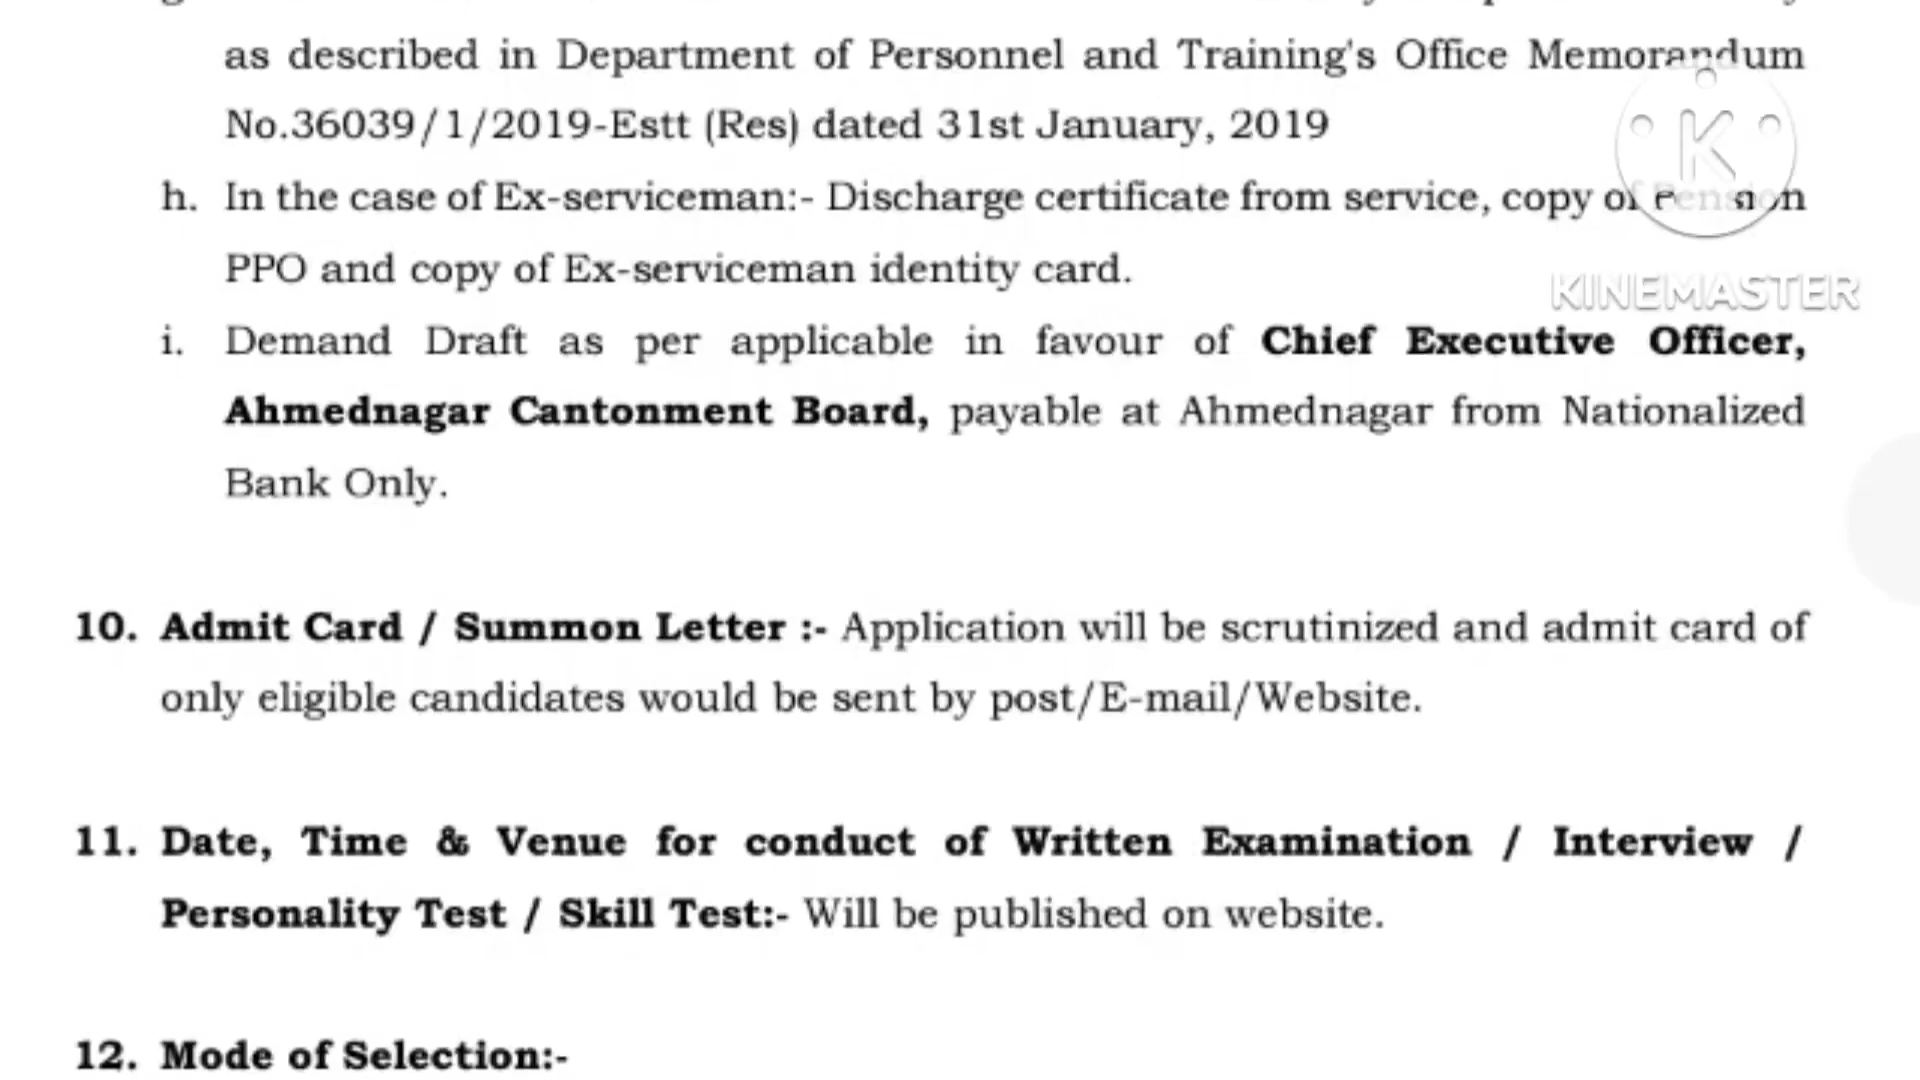 as described in Department of Personnel and Training's Office Memorandum
No.36039/1/2019-Estt (Res) dated 31st January, 2019
h. In the case of Ex-serviceman:- Discharge certificate from service, copy of Pension
PPO and copy of Ex-serviceman identity card.
KINEMASTER
i. Demand Draft as per applicable in favour of Chief Executive Officer,
Ahmednagar Cantonment Board, payable at Ahmednagar from Nationalized
Bank Only.
10. Admit Card / Summon Letter :- Application will be scrutinized and admit card of
only eligible candidates would be sent by post/E-mail/Website.
11. Date, Time & Venue for conduct of Written Examination / Interview /
Personality Test / Skill Test:- Will be published on website.
12. Mode of Selection:-